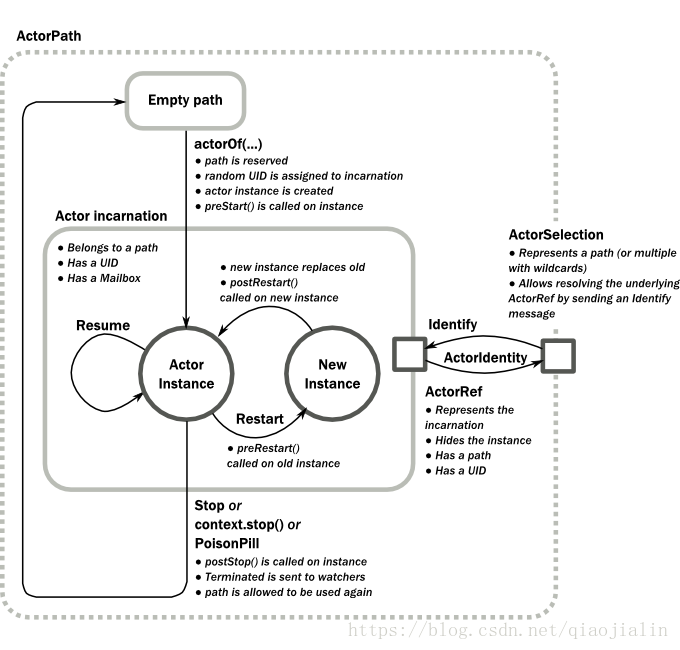 ActorPath
Empty path
actorOf(...)
● path is reserved
● random UID is assigned to incarnation
● actor instance is created
● preStart() is called on instance
Actor incarnation
● Belongs to a path
● Has a UID
● Has a Mailbox
● new instance replaces old
● postRestart()
called on new instance
Resume
Actor
Instance
New
Instance
Restart
● preRestart()
called on old instance
ActorSelection
● Represents a path (or multiple
with wildcards)
● Allows resolving the underlying
ActorRef by sending an Identify
message
Identify
ActorIdentity
ActorRef
● Represents the
incarnation
● Hides the instance
● Has a path
● Has a UID
Stop or
context.stop() or
PoisonPill
● postStop() is called on instance
● Terminated is sent to watchers
● path is allowed to be used again
https://blog.csdn.net/qiaojialin